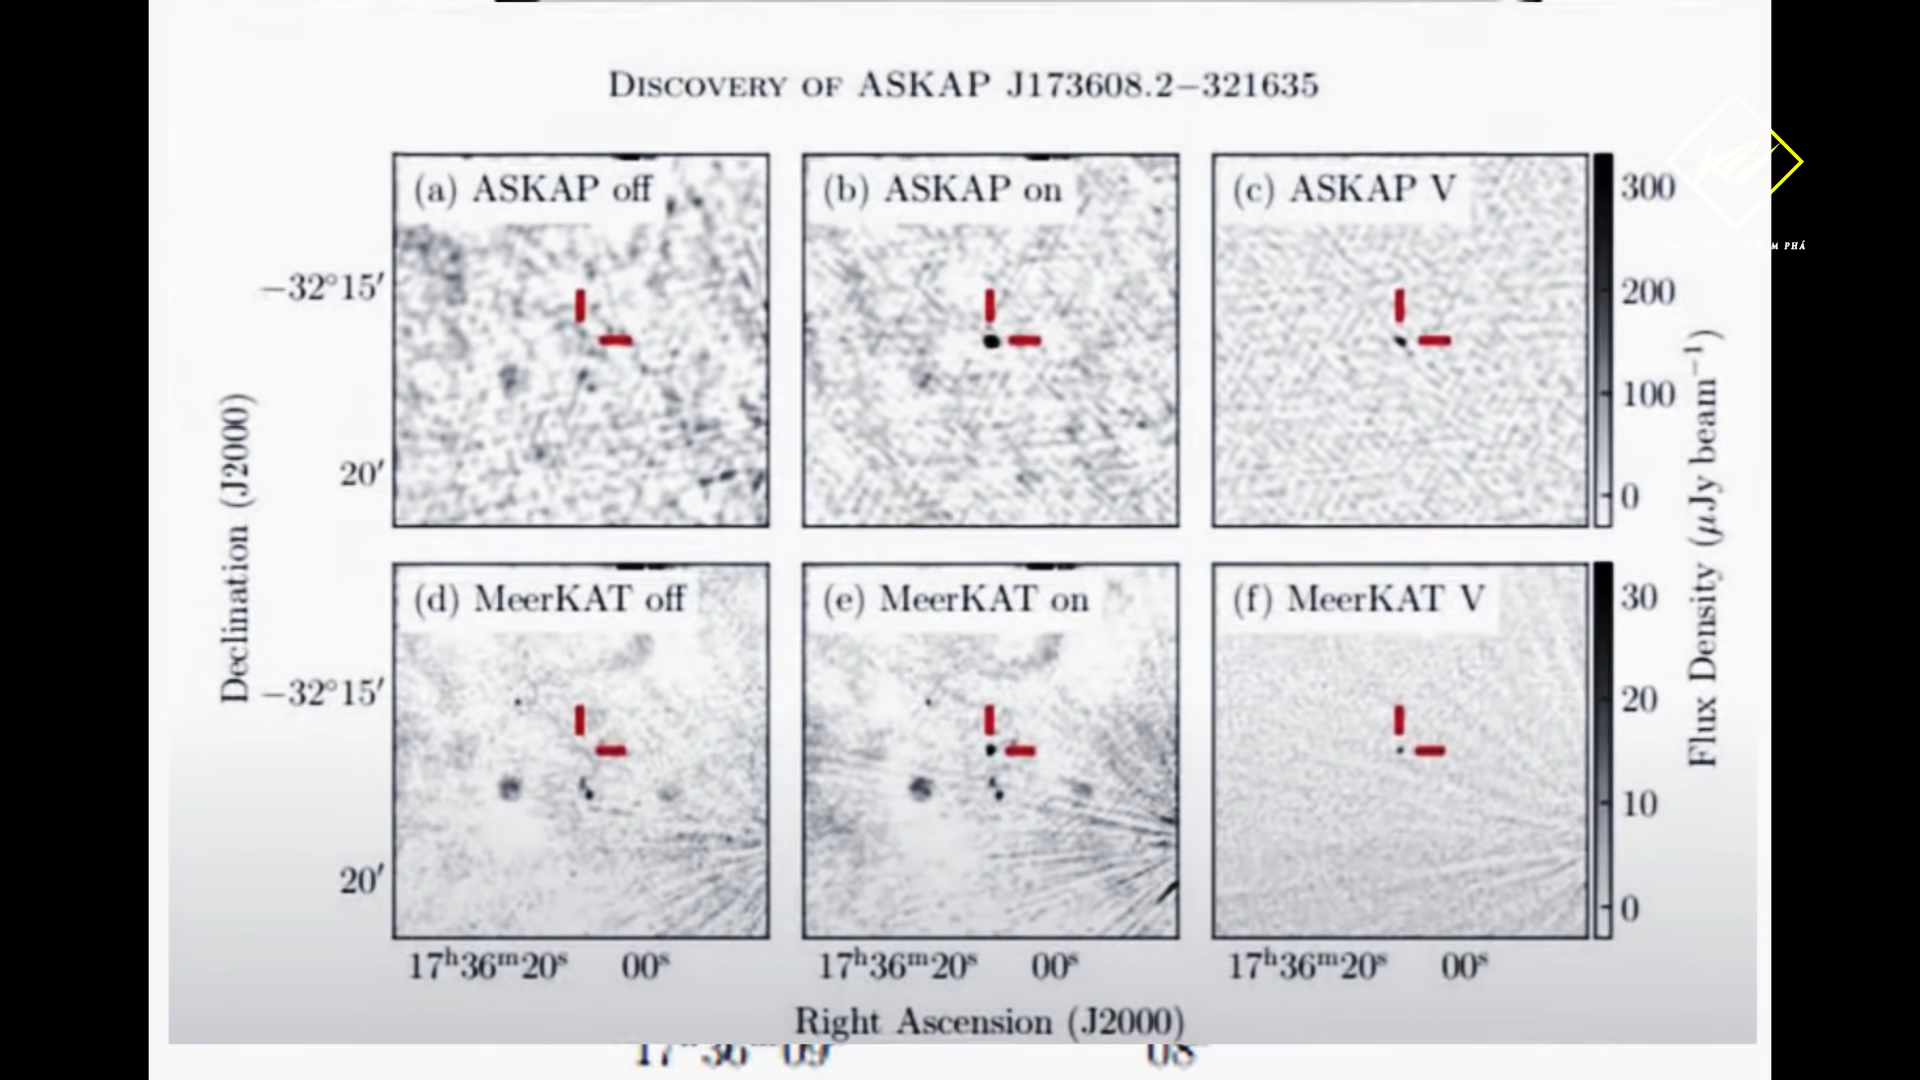 DISCOVERY OF ASKAP J173608.2−321635
(a) ASKAP off
(b) ASKAP on
(c) ASKAP V
300
200
100
0
−32°15′
20′
(d) MeerKAT off
(e) MeerKAT on
(f) MeerKAT V
30
20
10
0
−32°15′
20′
Declination (J2000)
Flux Density (μJy beam⁻¹)
17ʰ36ᵐ20ˢ 00ˢ
17ʰ36ᵐ20ˢ 00ˢ
17ʰ36ᵐ20ˢ 00ˢ
Right Ascension (J2000)
PHÁ